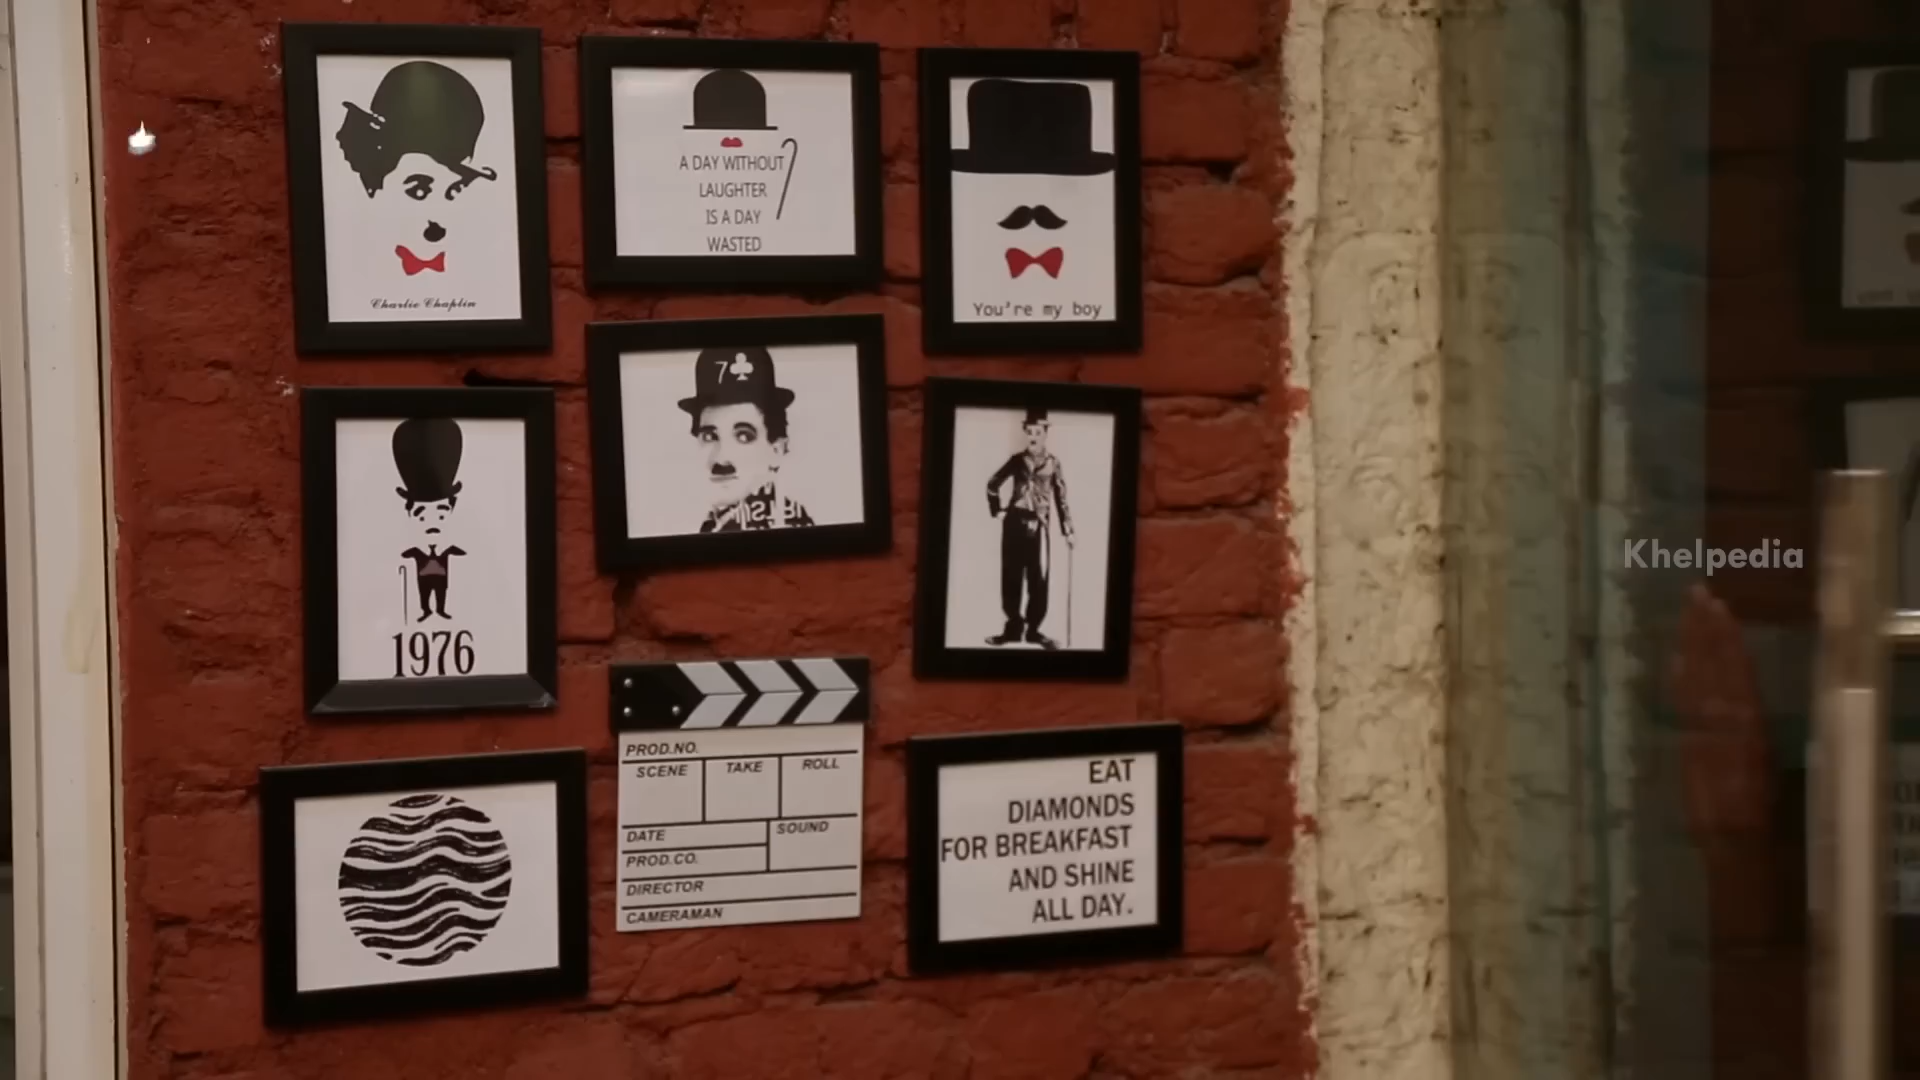 Charlie Chaplin
A DAY WITHOUT
LAUGHTER
IS A DAY
WASTED
You're my boy
7
1976
PROD.NO.
SCENE TAKE ROLL
DATE SOUND
PROD.CO.
DIRECTOR
CAMERAMAN
EAT
DIAMONDS
FOR BREAKFAST
AND SHINE
ALL DAY.
Khelpedia